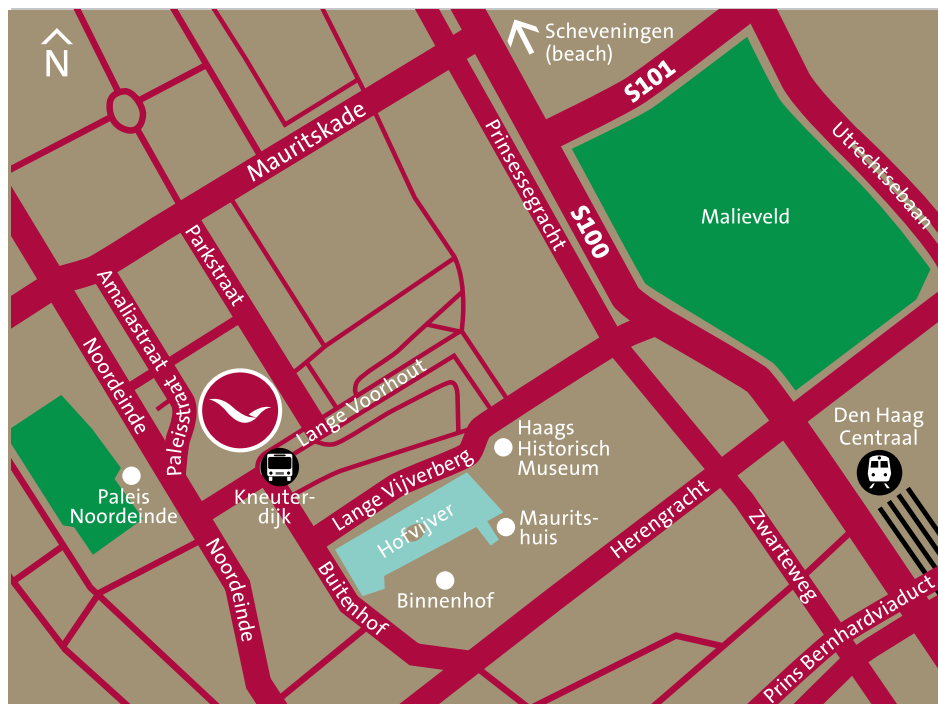 N
Scheveningen
(beach)
S101
Mauritskade
Prinsessegracht
S100
Utrechtsebaan
Malieveld
Parkstraat
Amaliastraat
Noordeinde
Paleisstraat
Lange Voorhout
Den Haag
Centraal
Haags
Historisch
Museum
Lange Vijverberg
Paleis
Noordeinde
Kneuter-
dijk
Hofvijver
Maurits-
huis
Herengracht
Zwarteweg
Noordeinde
Buitenhof
Binnenhof
Prins Bernhardviaduct